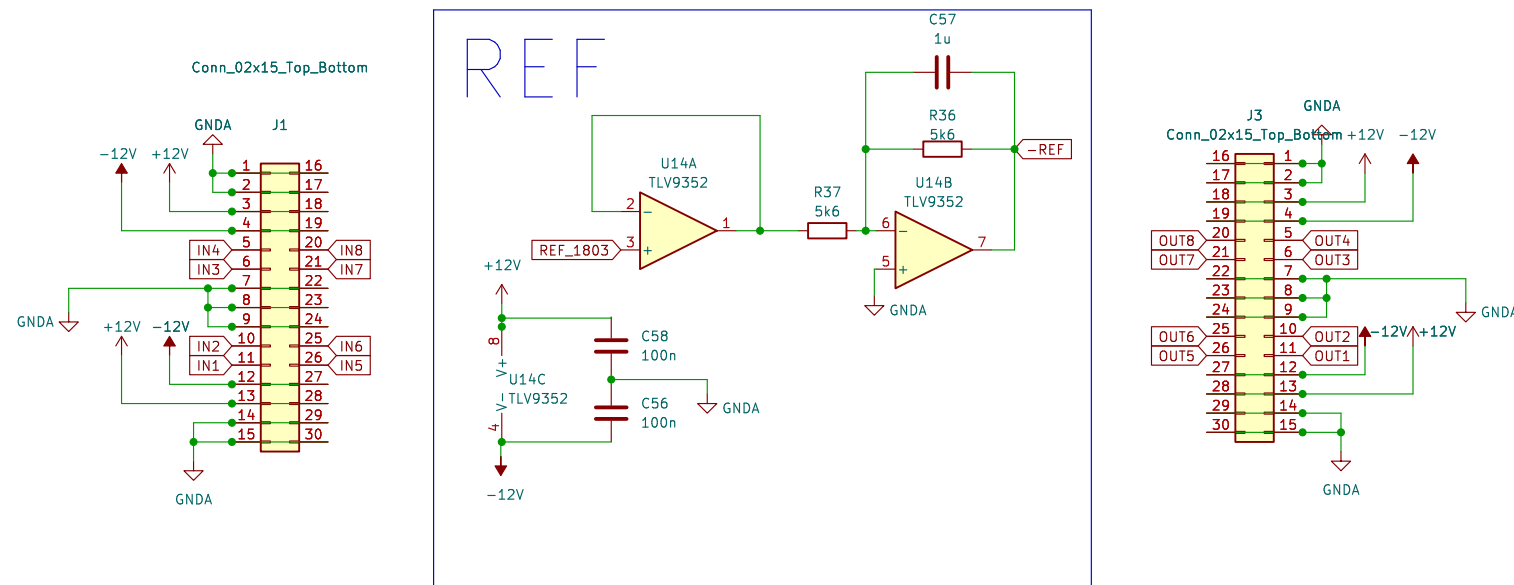 Conn_02x15_Top_Bottom
J1
GNDA
-12V
+12V
1 16
2 17
3 18
4 19
IN4 5 20 IN8
IN3 6 21 IN7
7 22
8 23
9 24
GNDA
+12V
-12V
IN2 10 25 IN6
IN1 11 26 IN5
12 27
13 28
14 29
15 30
GNDA
REF
C57
1u
R36
5k6
-REF
U14A
TLV9352
2 −
1
REF_1803
3 +
R37
5k6
U14B
TLV9352
6 −
7
5 +
GNDA
+12V
8
V+
U14C
TLV9352
V-
4
-12V
C58
100n
C56
100n
GNDA
GNDA
J3
Conn_02x15_Top_Bottom
+12V
-12V
16 1
17 2
18 3
19 4
OUT8 20 5 OUT4
OUT7 21 6 OUT3
22 7
23 8
24 9
GNDA
OUT6 25 10 OUT2
-12V
+12V
OUT5 26 11 OUT1
27 12
28 13
29 14
30 15
GNDA